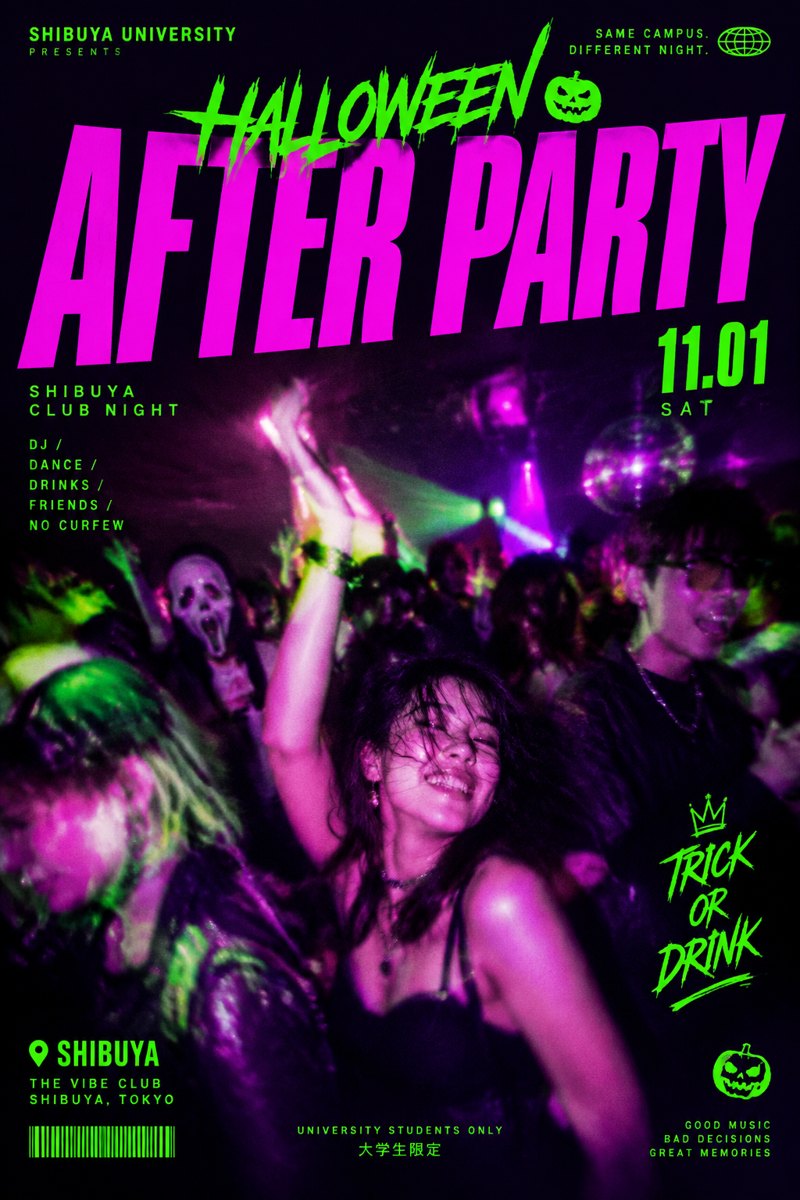 SHIBUYA UNIVERSITY
PRESENTS
SAME CAMPUS.
DIFFERENT NIGHT.
HALLOWEEN
AFTER PARTY
11.01
SAT
SHIBUYA
CLUB NIGHT
DJ /
DANCE /
DRINKS /
FRIENDS /
NO CURFEW
TRICK
OR
DRINK
SHIBUYA
THE VIBE CLUB
SHIBUYA, TOKYO
UNIVERSITY STUDENTS ONLY
大学生限定
GOOD MUSIC
BAD DECISIONS
GREAT MEMORIES